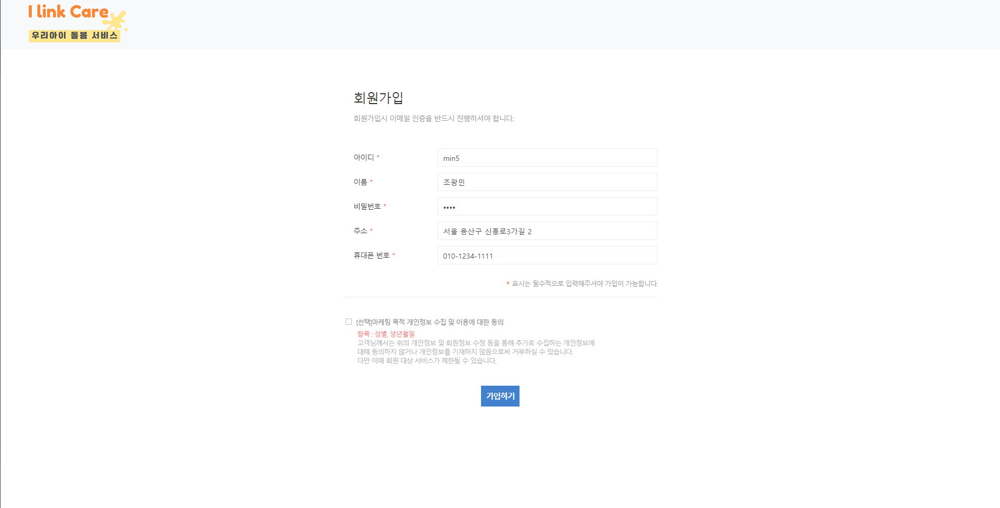 I link Care
우리아이 돌봄 서비스
회원가입
회원가입시 이메일 인증을 반드시 진행하셔야 합니다.
아이디 *
min5
이름 *
조광민
비밀번호 *
••••
주소 *
서울 용산구 신흥로3가길 2
휴대폰 번호 *
010-1234-1111
* 표시는 필수적으로 입력해주셔야 가입이 가능합니다.
[선택]마케팅 목적 개인정보 수집 및 이용에 대한 동의
항목 : 성별, 생년월일
고객님께서는 위의 개인정보 및 회원정보 수정 등을 통해 추가로 수집하는 개인정보에
대해 동의하지 않거나 개인정보를 기재하지 않음으로써 거부하실 수 있습니다.
다만 이때 회원 대상 서비스가 제한될 수 있습니다.
가입하기